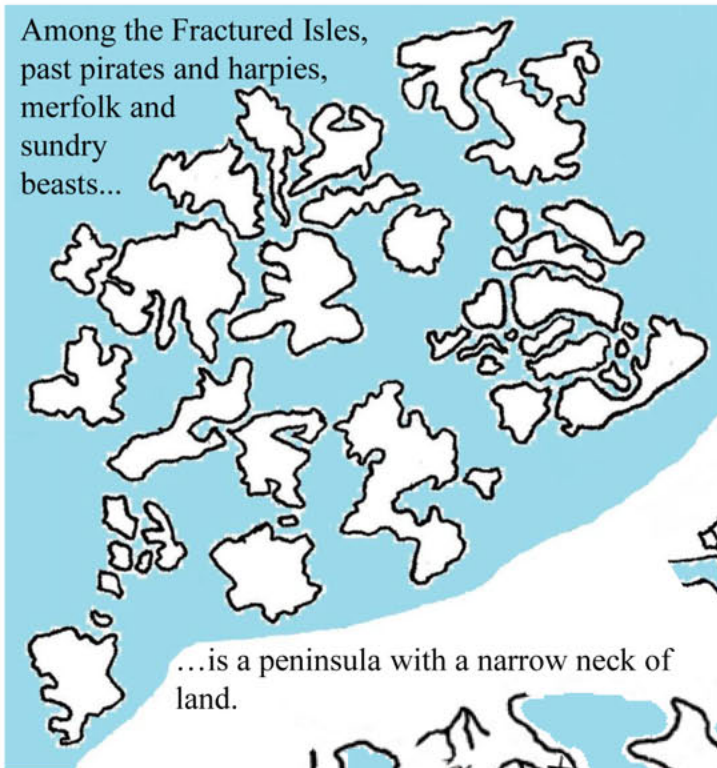 Among the Fractured Isles,
past pirates and harpies,
merfolk and
sundry
beasts...
...is a peninsula with a narrow neck of
land.